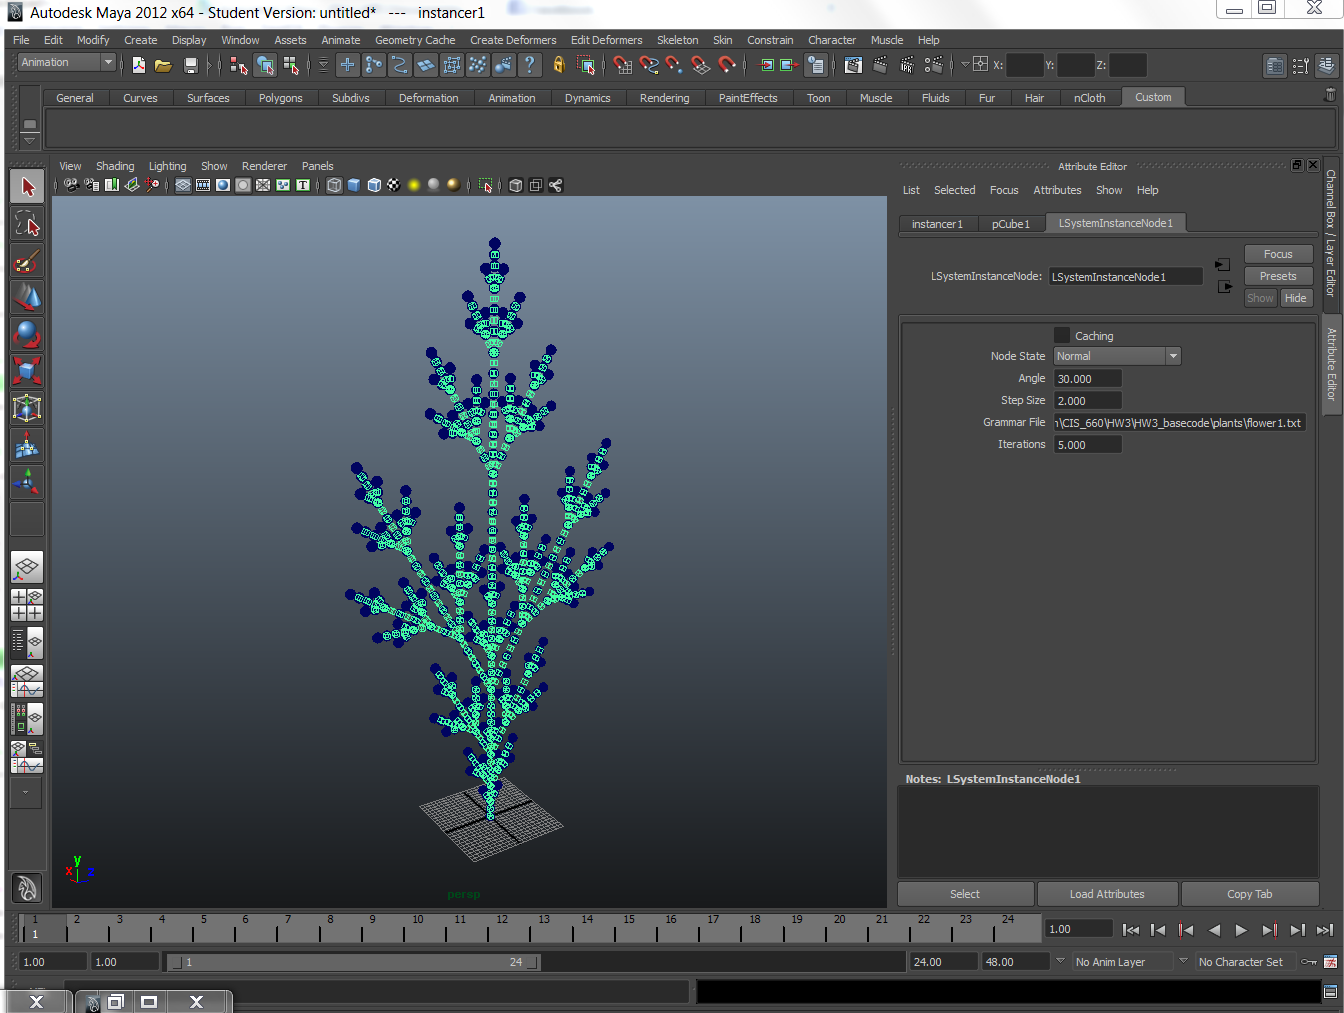 Autodesk Maya 2012 x64 - Student Version: untitled* --- instancer1
File Edit Modify Create Display Window Assets Animate Geometry Cache Create Deformers Edit Deformers Skeleton Skin Constrain Character Muscle Help
Animation X: Y: Z:
General Curves Surfaces Polygons Subdivs Deformation Animation Dynamics Rendering PaintEffects Toon Muscle Fluids Fur Hair nCloth Custom
View Shading Lighting Show Renderer Panels
Attribute Editor
List Selected Focus Attributes Show Help
instancer1 pCube1 LSystemInstanceNode1
Focus
LSystemInstanceNode: LSystemInstanceNode1 Presets
Show Hide
Caching
Node State Normal
Angle 30.000
Step Size 2.000
Grammar File \CIS_660\HW3\HW3_basecode\plants\flower1.txt
Iterations 5.000
Channel Box / Layer Editor
Attribute Editor
Notes: LSystemInstanceNode1
Select Load Attributes Copy Tab
y
x z
persp
1 2 3 4 5 6 7 8 9 10 11 12 13 14 15 16 17 18 19 20 21 22 23 24
1 1.00
1.00 1.00 1 24 24.00 48.00 No Anim Layer No Character Set